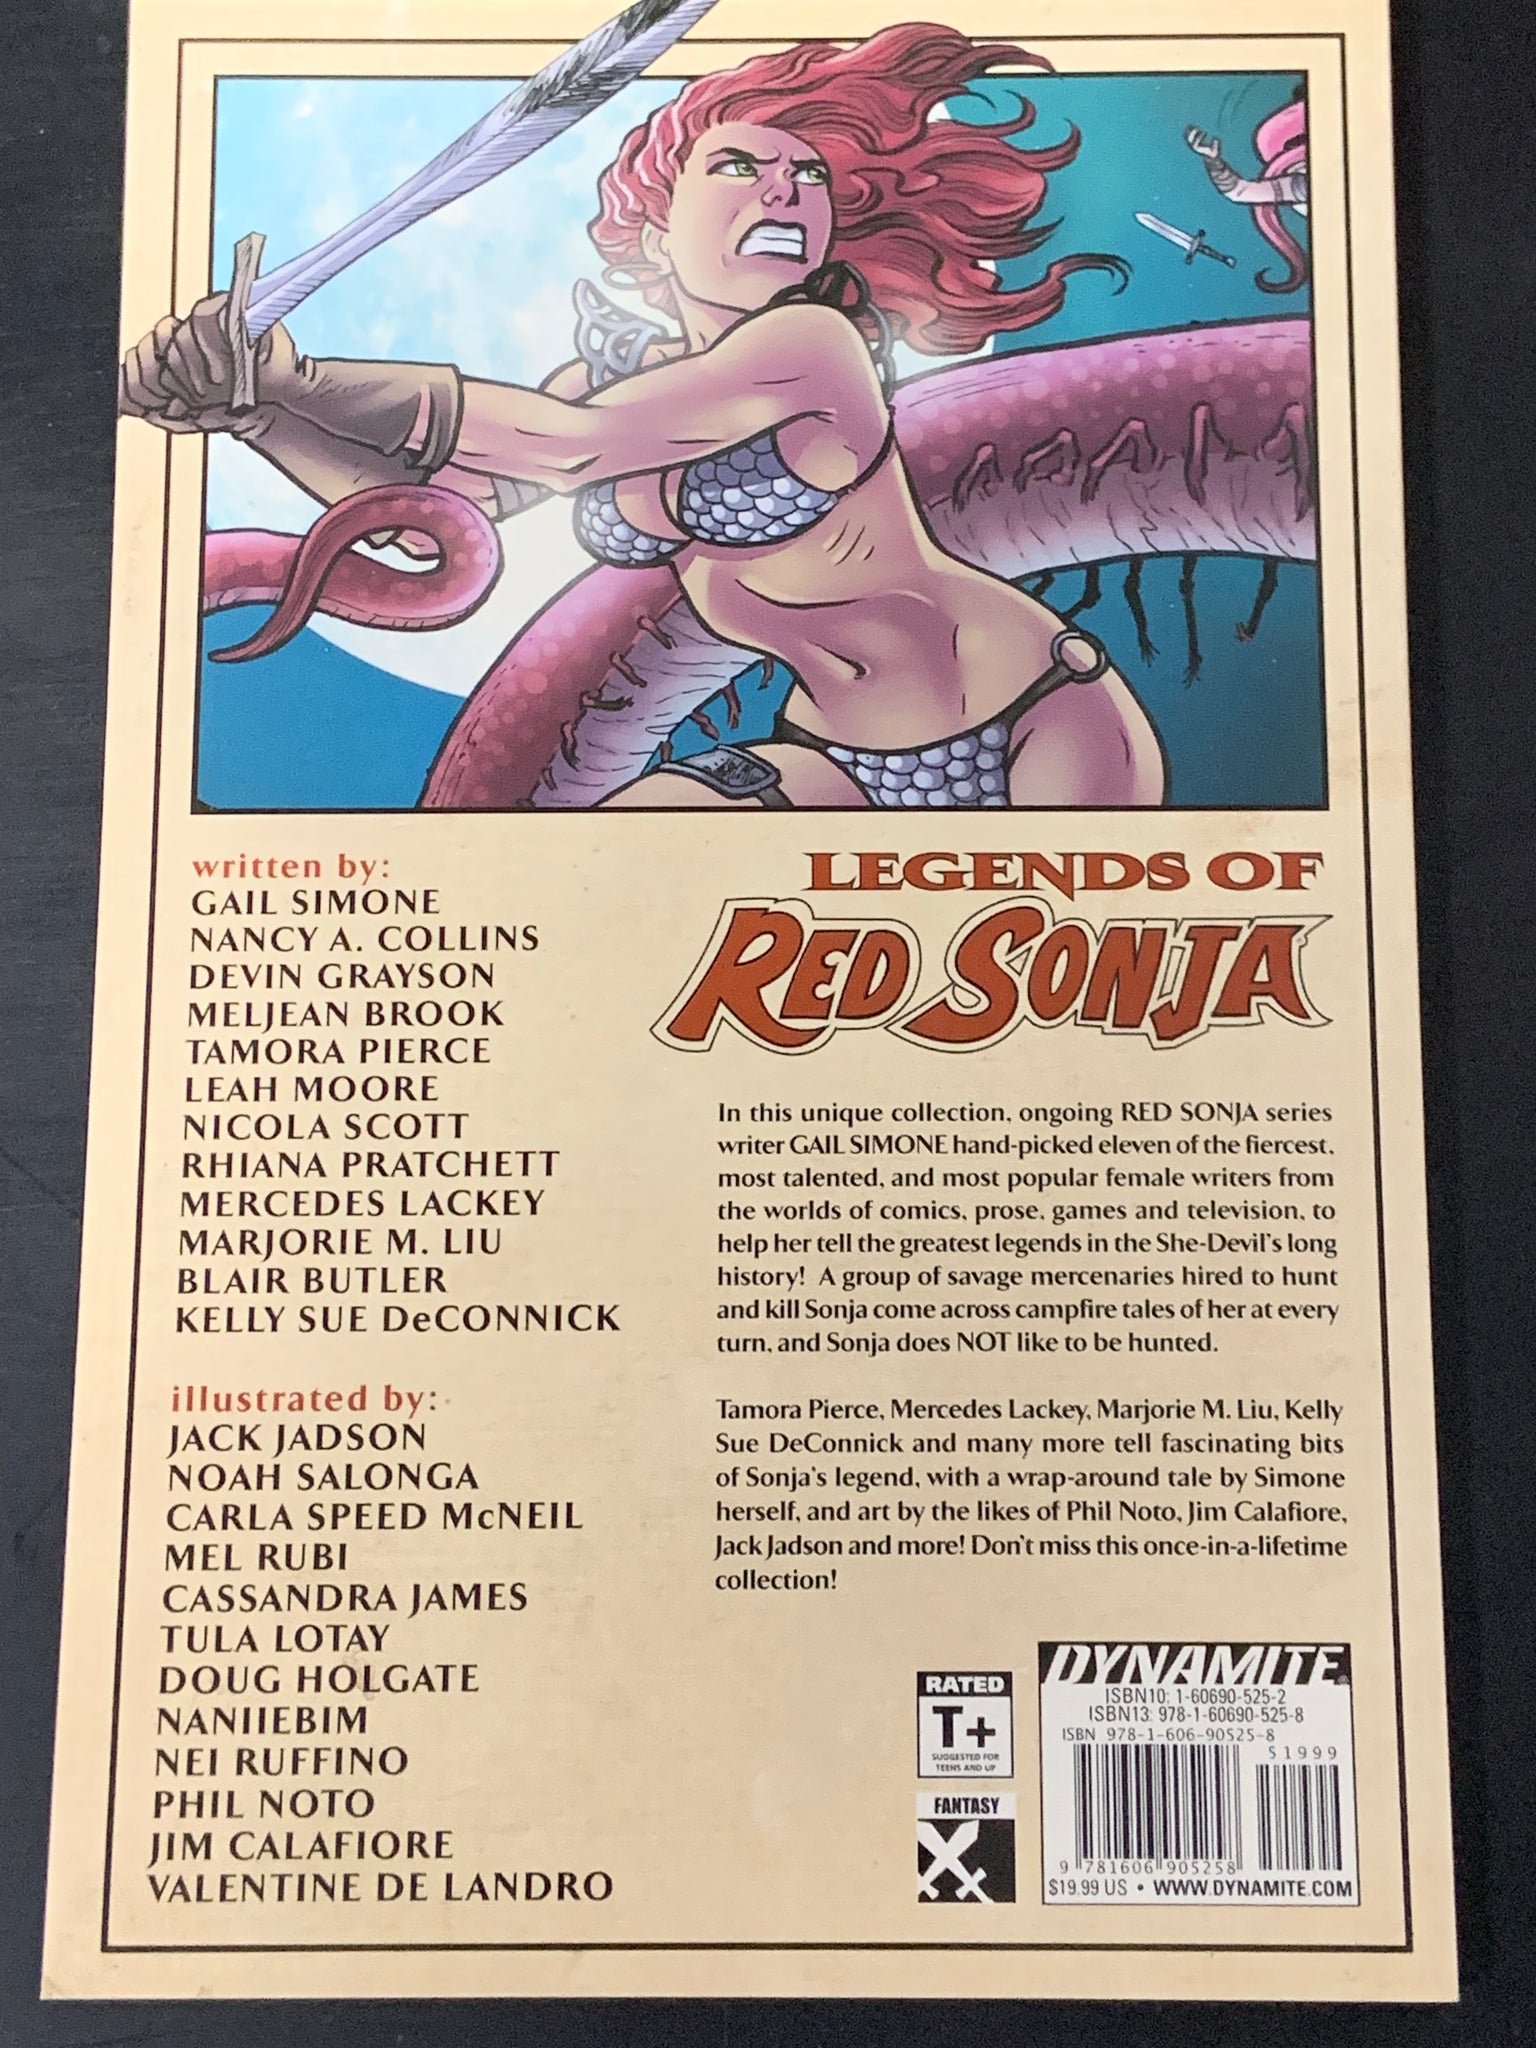 written by:
GAIL SIMONE
NANCY A. COLLINS
DEVIN GRAYSON
MELJEAN BROOK
TAMORA PIERCE
LEAH MOORE
NICOLA SCOTT
RHIANA PRATCHETT
MERCEDES LACKEY
MARJORIE M. LIU
BLAIR BUTLER
KELLY SUE DeCONNICK
illustrated by:
JACK JADSON
NOAH SALONGA
CARLA SPEED McNEIL
MEL RUBI
CASSANDRA JAMES
TULA LOTAY
DOUG HOLGATE
NANIIEBIM
NEI RUFFINO
PHIL NOTO
JIM CALAFIORE
VALENTINE DE LANDRO
LEGENDS OF
RED SONJA
In this unique collection, ongoing RED SONJA series
writer GAIL SIMONE hand-picked eleven of the fiercest,
most talented, and most popular female writers from
the worlds of comics, prose, games and television, to
help her tell the greatest legends in the She-Devil's long
history! A group of savage mercenaries hired to hunt
and kill Sonja come across campfire tales of her at every
turn, and Sonja does NOT like to be hunted.
Tamora Pierce, Mercedes Lackey, Marjorie M. Liu, Kelly
Sue DeConnick and many more tell fascinating bits
of Sonja's legend, with a wrap-around tale by Simone
herself, and art by the likes of Phil Noto, Jim Calafiore,
Jack Jadson and more! Don't miss this once-in-a-lifetime
collection!
RATED
T+
SUGGESTED FOR
TEENS AND UP
FANTASY
DYNAMITE®
ISBN10: 1-60690-525-2
ISBN13: 978-1-60690-525-8
ISBN 978-1-606-90525-8
51999
9 781606 905258
$19.99 US • WWW.DYNAMITE.COM